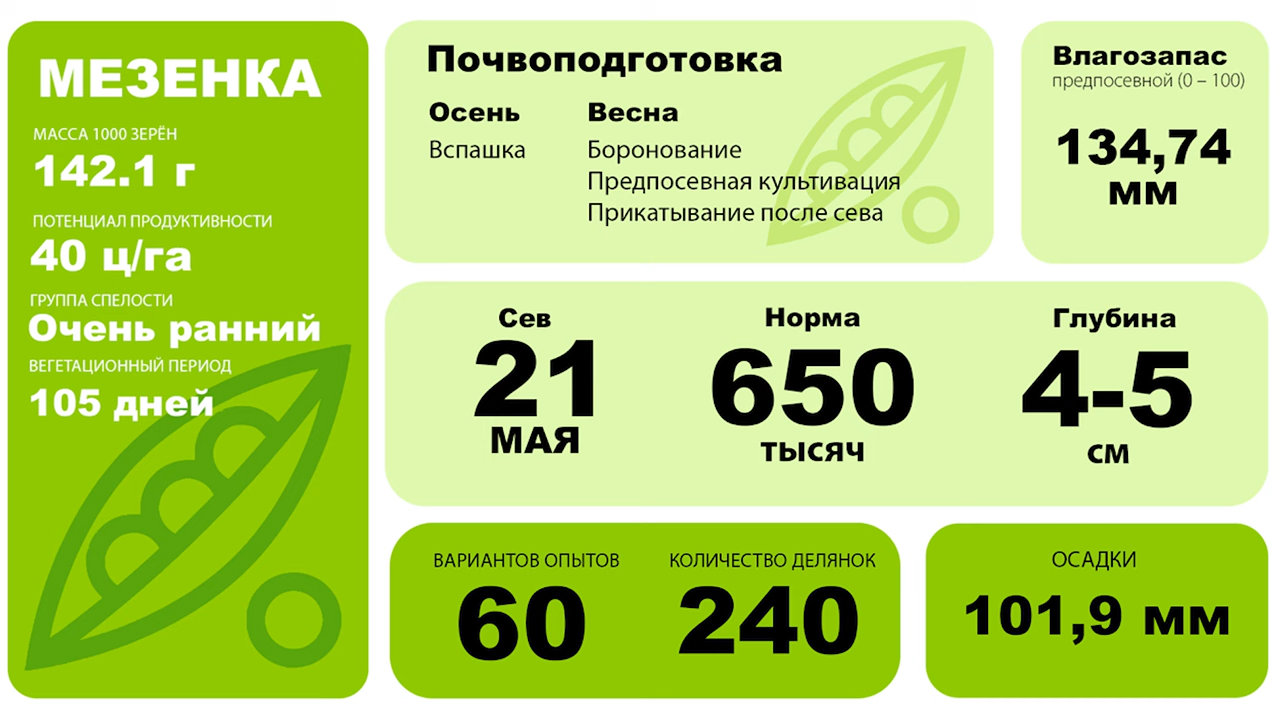 МЕЗЕНКА
МАССА 1000 ЗЕРЁН
142.1 г
ПОТЕНЦИАЛ ПРОДУКТИВНОСТИ
40 ц/га
ГРУППА СПЕЛОСТИ
Очень ранний
ВЕГЕТАЦИОННЫЙ ПЕРИОД
105 дней
Почвоподготовка
Осень
Вспашка
Весна
Боронование
Предпосевная культивация
Прикатывание после сева
Влагозапас
предпосевной (0 – 100)
134,74
мм
Сев
21
МАЯ
Норма
650
ТЫСЯЧ
Глубина
4-5
СМ
ВАРИАНТОВ ОПЫТОВ
60
КОЛИЧЕСТВО ДЕЛЯНОК
240
ОСАДКИ
101,9 мм